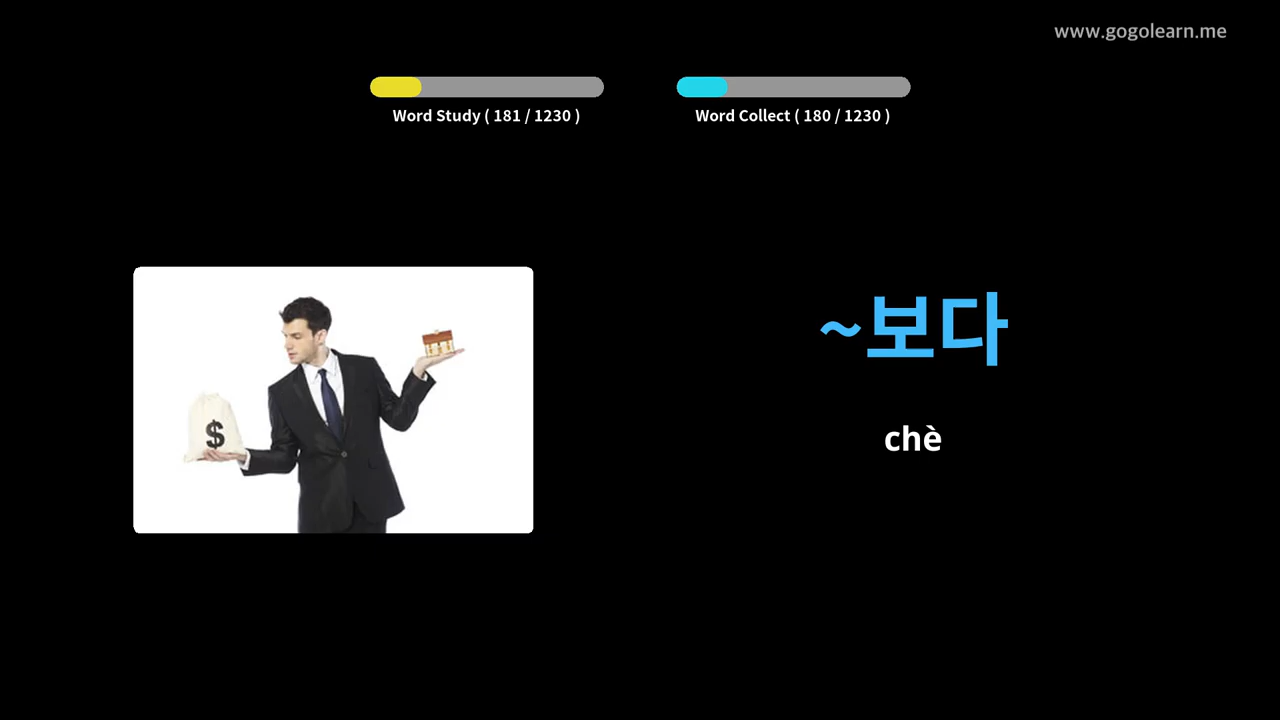 www.gogolearn.me
Word Study ( 181 / 1230 )
Word Collect ( 180 / 1230 )
~보다
chè
$